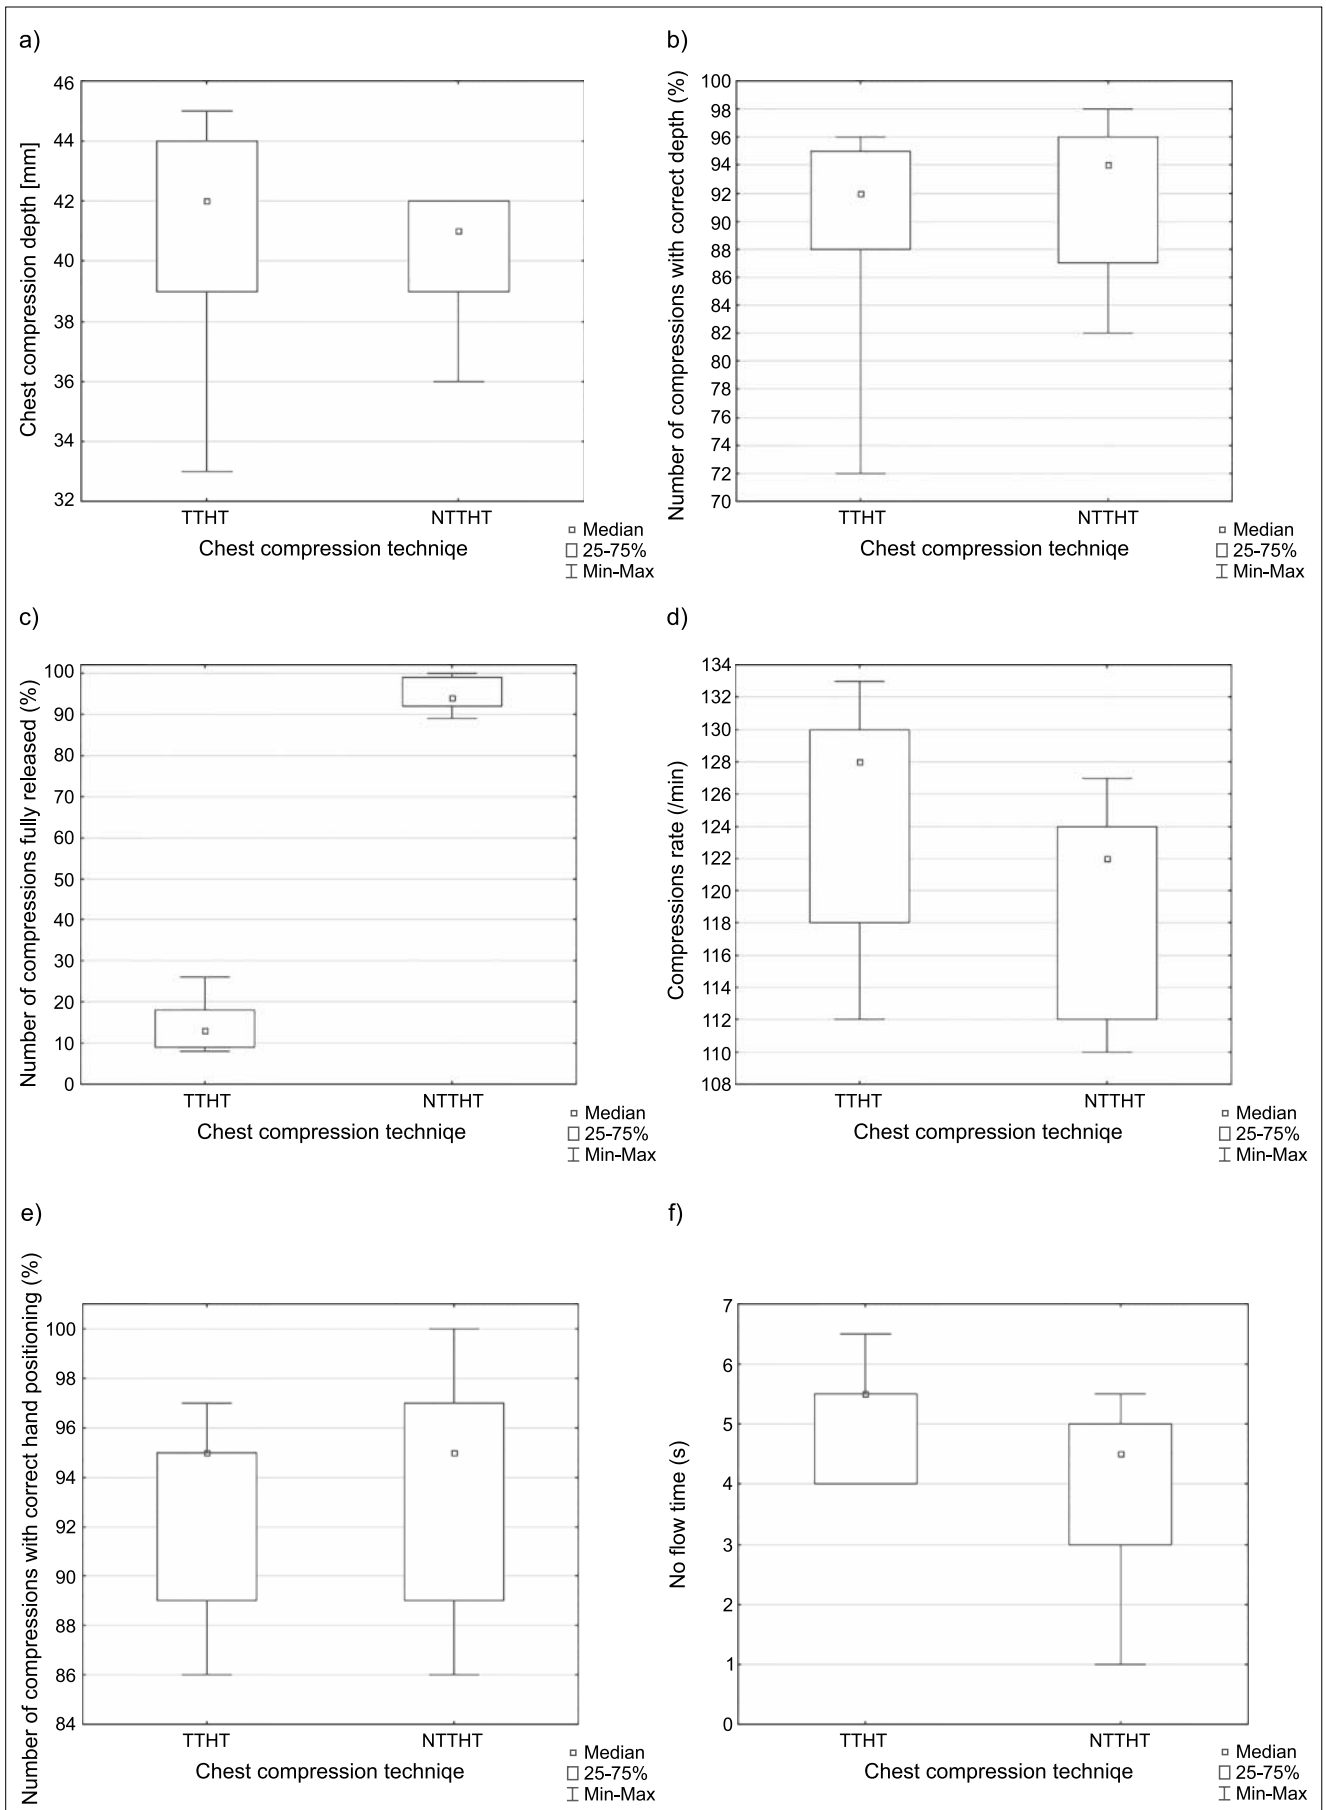 a)
Chest compression depth [mm]
46
44
42
40
38
36
34
32
TTHT NTTHT
Chest compression techniqe
Median
25-75%
Min-Max
b)
Number of compressions with correct depth (%)
100
98
96
94
92
90
88
86
84
82
80
78
76
74
72
70
TTHT NTTHT
Chest compression techniqe
Median
25-75%
Min-Max
c)
Number of compressions fully released (%)
100
90
80
70
60
50
40
30
20
10
0
TTHT NTTHT
Chest compression techniqe
Median
25-75%
Min-Max
d)
Compressions rate (/min)
134
132
130
128
126
124
122
120
118
116
114
112
110
108
TTHT NTTHT
Chest compression techniqe
Median
25-75%
Min-Max
e)
Number of compressions with correct hand positioning (%)
100
98
96
94
92
90
88
86
84
TTHT NTTHT
Chest compression techniqe
Median
25-75%
Min-Max
f)
No flow time (s)
7
6
5
4
3
2
1
0
TTHT NTTHT
Chest compression techniqe
Median
25-75%
Min-Max